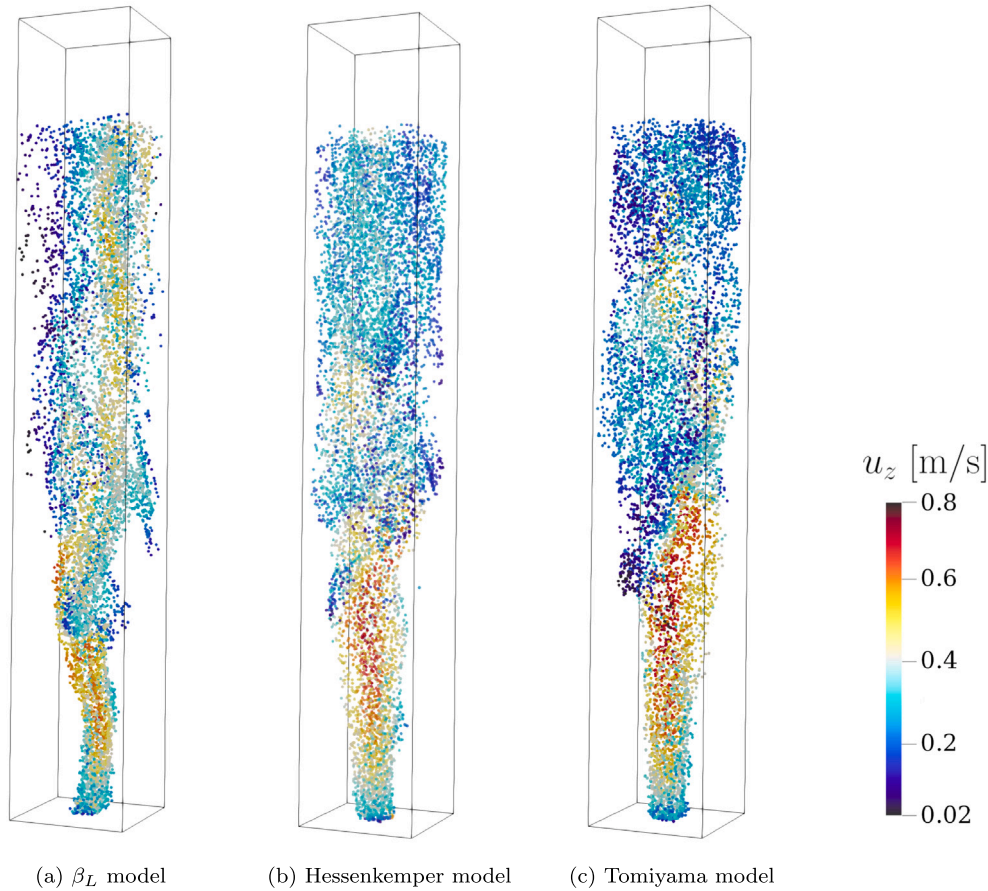 u_z [m/s]
0.8
0.6
0.4
0.2
0.02
(a) β_L model
(b) Hessenkemper model
(c) Tomiyama model